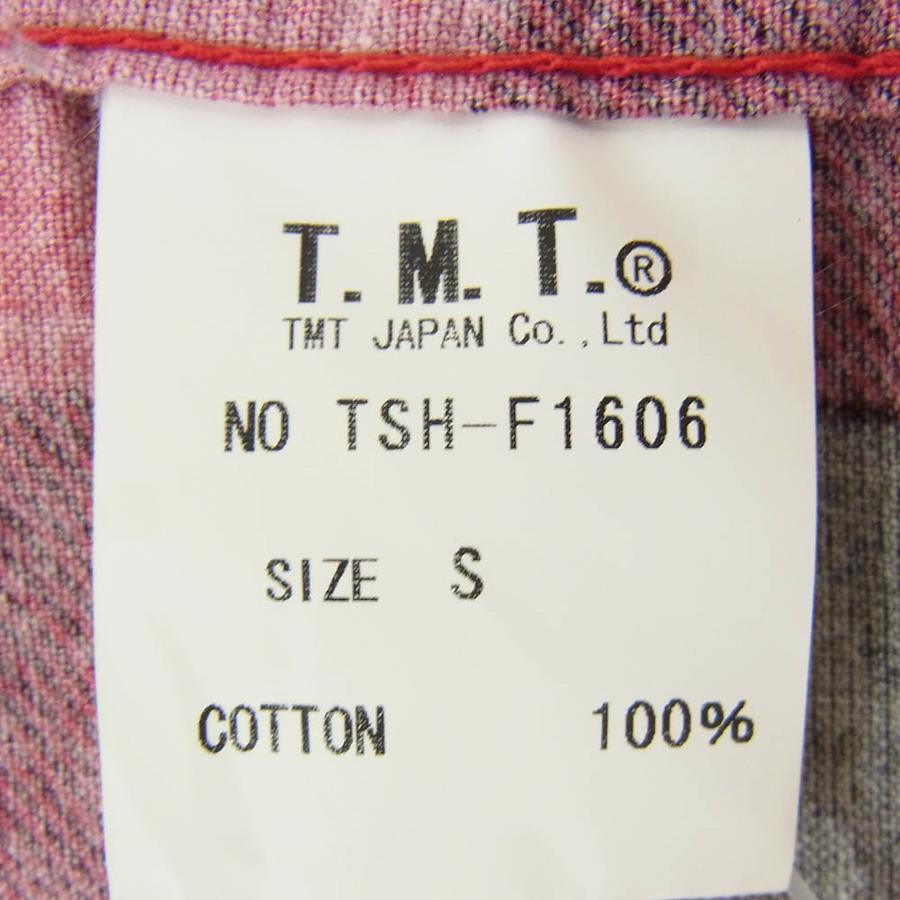 T.M.T.®
TMT JAPAN Co.,Ltd
NO TSH-F1606
SIZE S
COTTON 100%